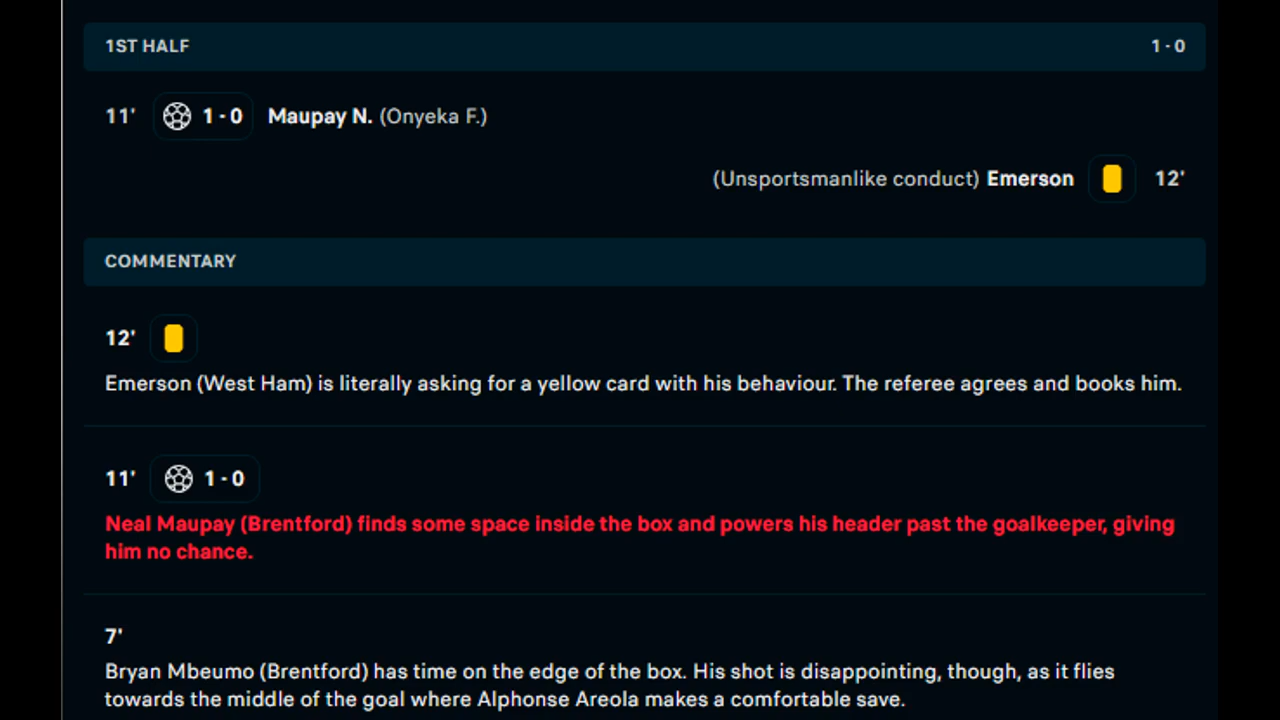 1ST HALF 1 - 0
11' 1 - 0 Maupay N. (Onyeka F.)
(Unsportsmanlike conduct) Emerson 12'
COMMENTARY
12'
Emerson (West Ham) is literally asking for a yellow card with his behaviour. The referee agrees and books him.
11' 1 - 0
Neal Maupay (Brentford) finds some space inside the box and powers his header past the goalkeeper, giving
him no chance.
7'
Bryan Mbeumo (Brentford) has time on the edge of the box. His shot is disappointing, though, as it flies
towards the middle of the goal where Alphonse Areola makes a comfortable save.